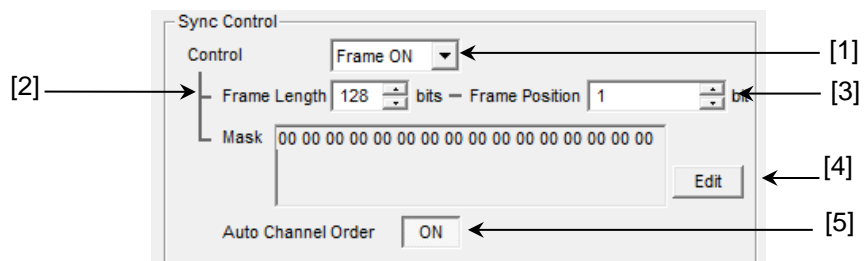 Sync Control
Control Frame ON [1]
[2] Frame Length 128 bits Frame Position 1 bit [3]
Mask 00 00 00 00 00 00 00 00 00 00 00 00 00 00 00 00
Edit [4]
Auto Channel Order ON [5]